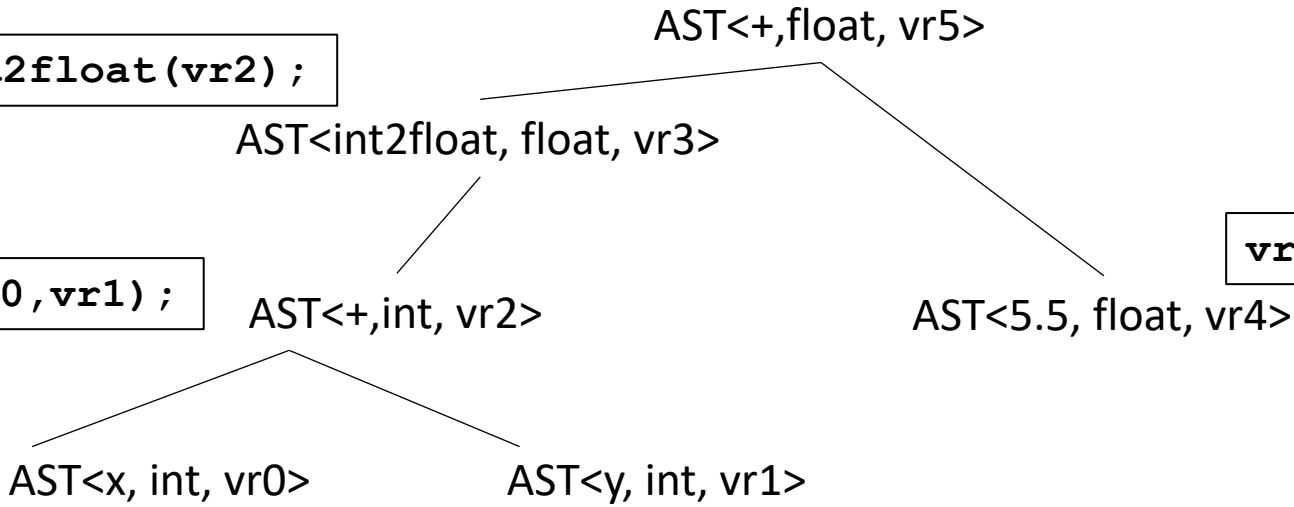 AST<+,float, vr5>
2float(vr2);
AST<int2float, float, vr3>
vr
0,vr1);
AST<+,int, vr2>
AST<5.5, float, vr4>
AST<x, int, vr0>
AST<y, int, vr1>